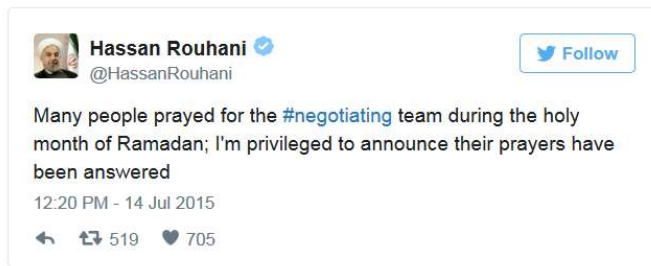 Hassan Rouhani
@HassanRouhani
Follow
Many people prayed for the #negotiating team during the holy
month of Ramadan; I'm privileged to announce their prayers have
been answered
12:20 PM - 14 Jul 2015
519 705